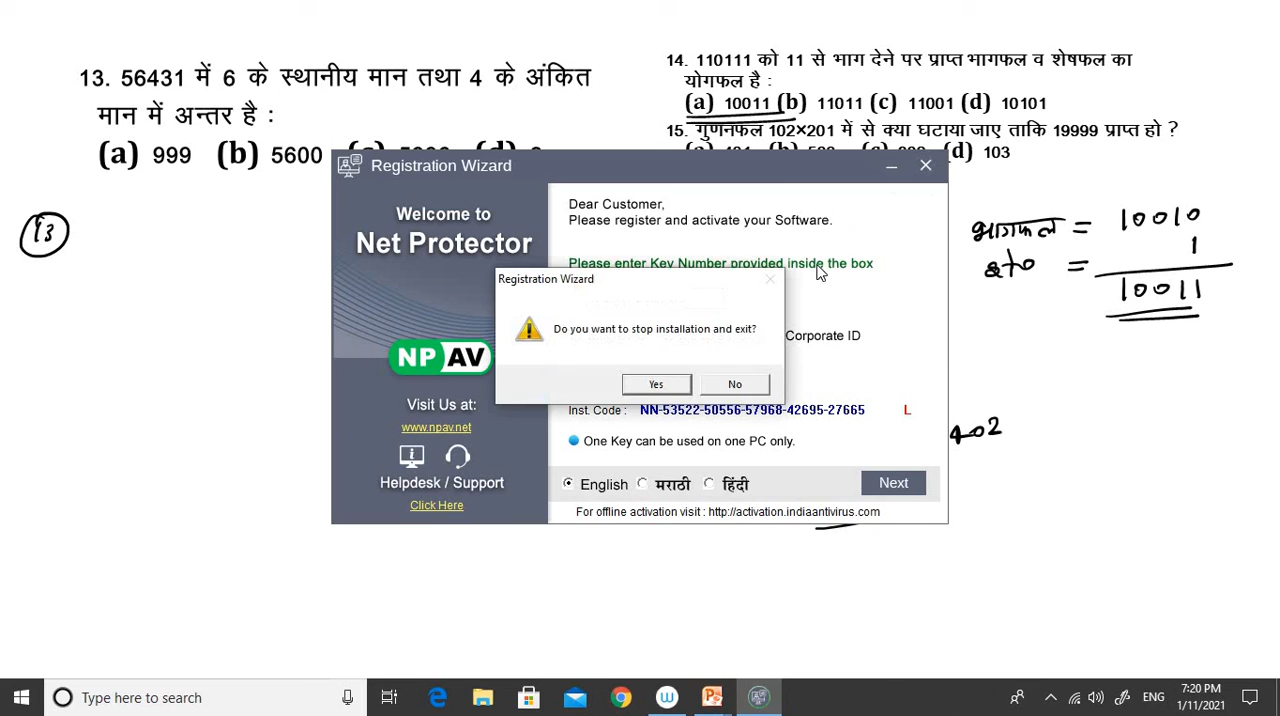 13. 56431 में 6 के स्थानीय मान तथा 4 के अंकित
मान में अन्तर है :
(a) 999 (b) 5600
14. 110111 को 11 से भाग देने पर प्राप्त भागफल व शेषफल का
योगफल है :
(a) 10011 (b) 11011 (c) 11001 (d) 10101
15. गुणनफल 102×201 में से क्या घटाया जाए ताकि 19999 प्राप्त हो ?
(d) 103
13
भागफल = 10010
= 1
10011
402
Registration Wizard
Welcome to
Net Protector
NP AV
Visit Us at:
www.npav.net
Helpdesk / Support
Click Here
Dear Customer,
Please register and activate your Software.
Please enter Key Number provided inside the box
Corporate ID
Registration Wizard
Do you want to stop installation and exit?
Yes No
Inst. Code : NN-53522-50556-57968-42695-27665 L
One Key can be used on one PC only.
English मराठी हिंदी Next
For offline activation visit : http://activation.indiaantivirus.com
Type here to search
ENG
7:20 PM
1/11/2021